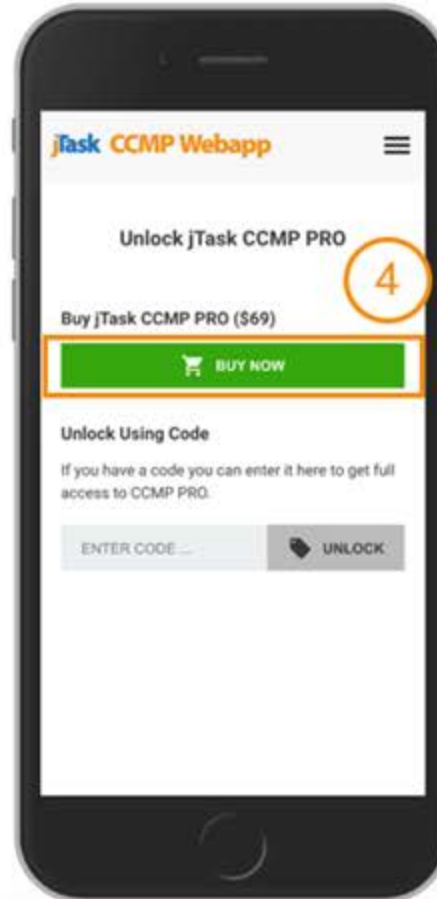 jTask CCMP Webapp
Unlock jTask CCMP PRO
4
Buy jTask CCMP PRO ($69)
BUY NOW
Unlock Using Code
If you have a code you can enter it here to get full
access to CCMP PRO.
ENTER CODE ...
UNLOCK